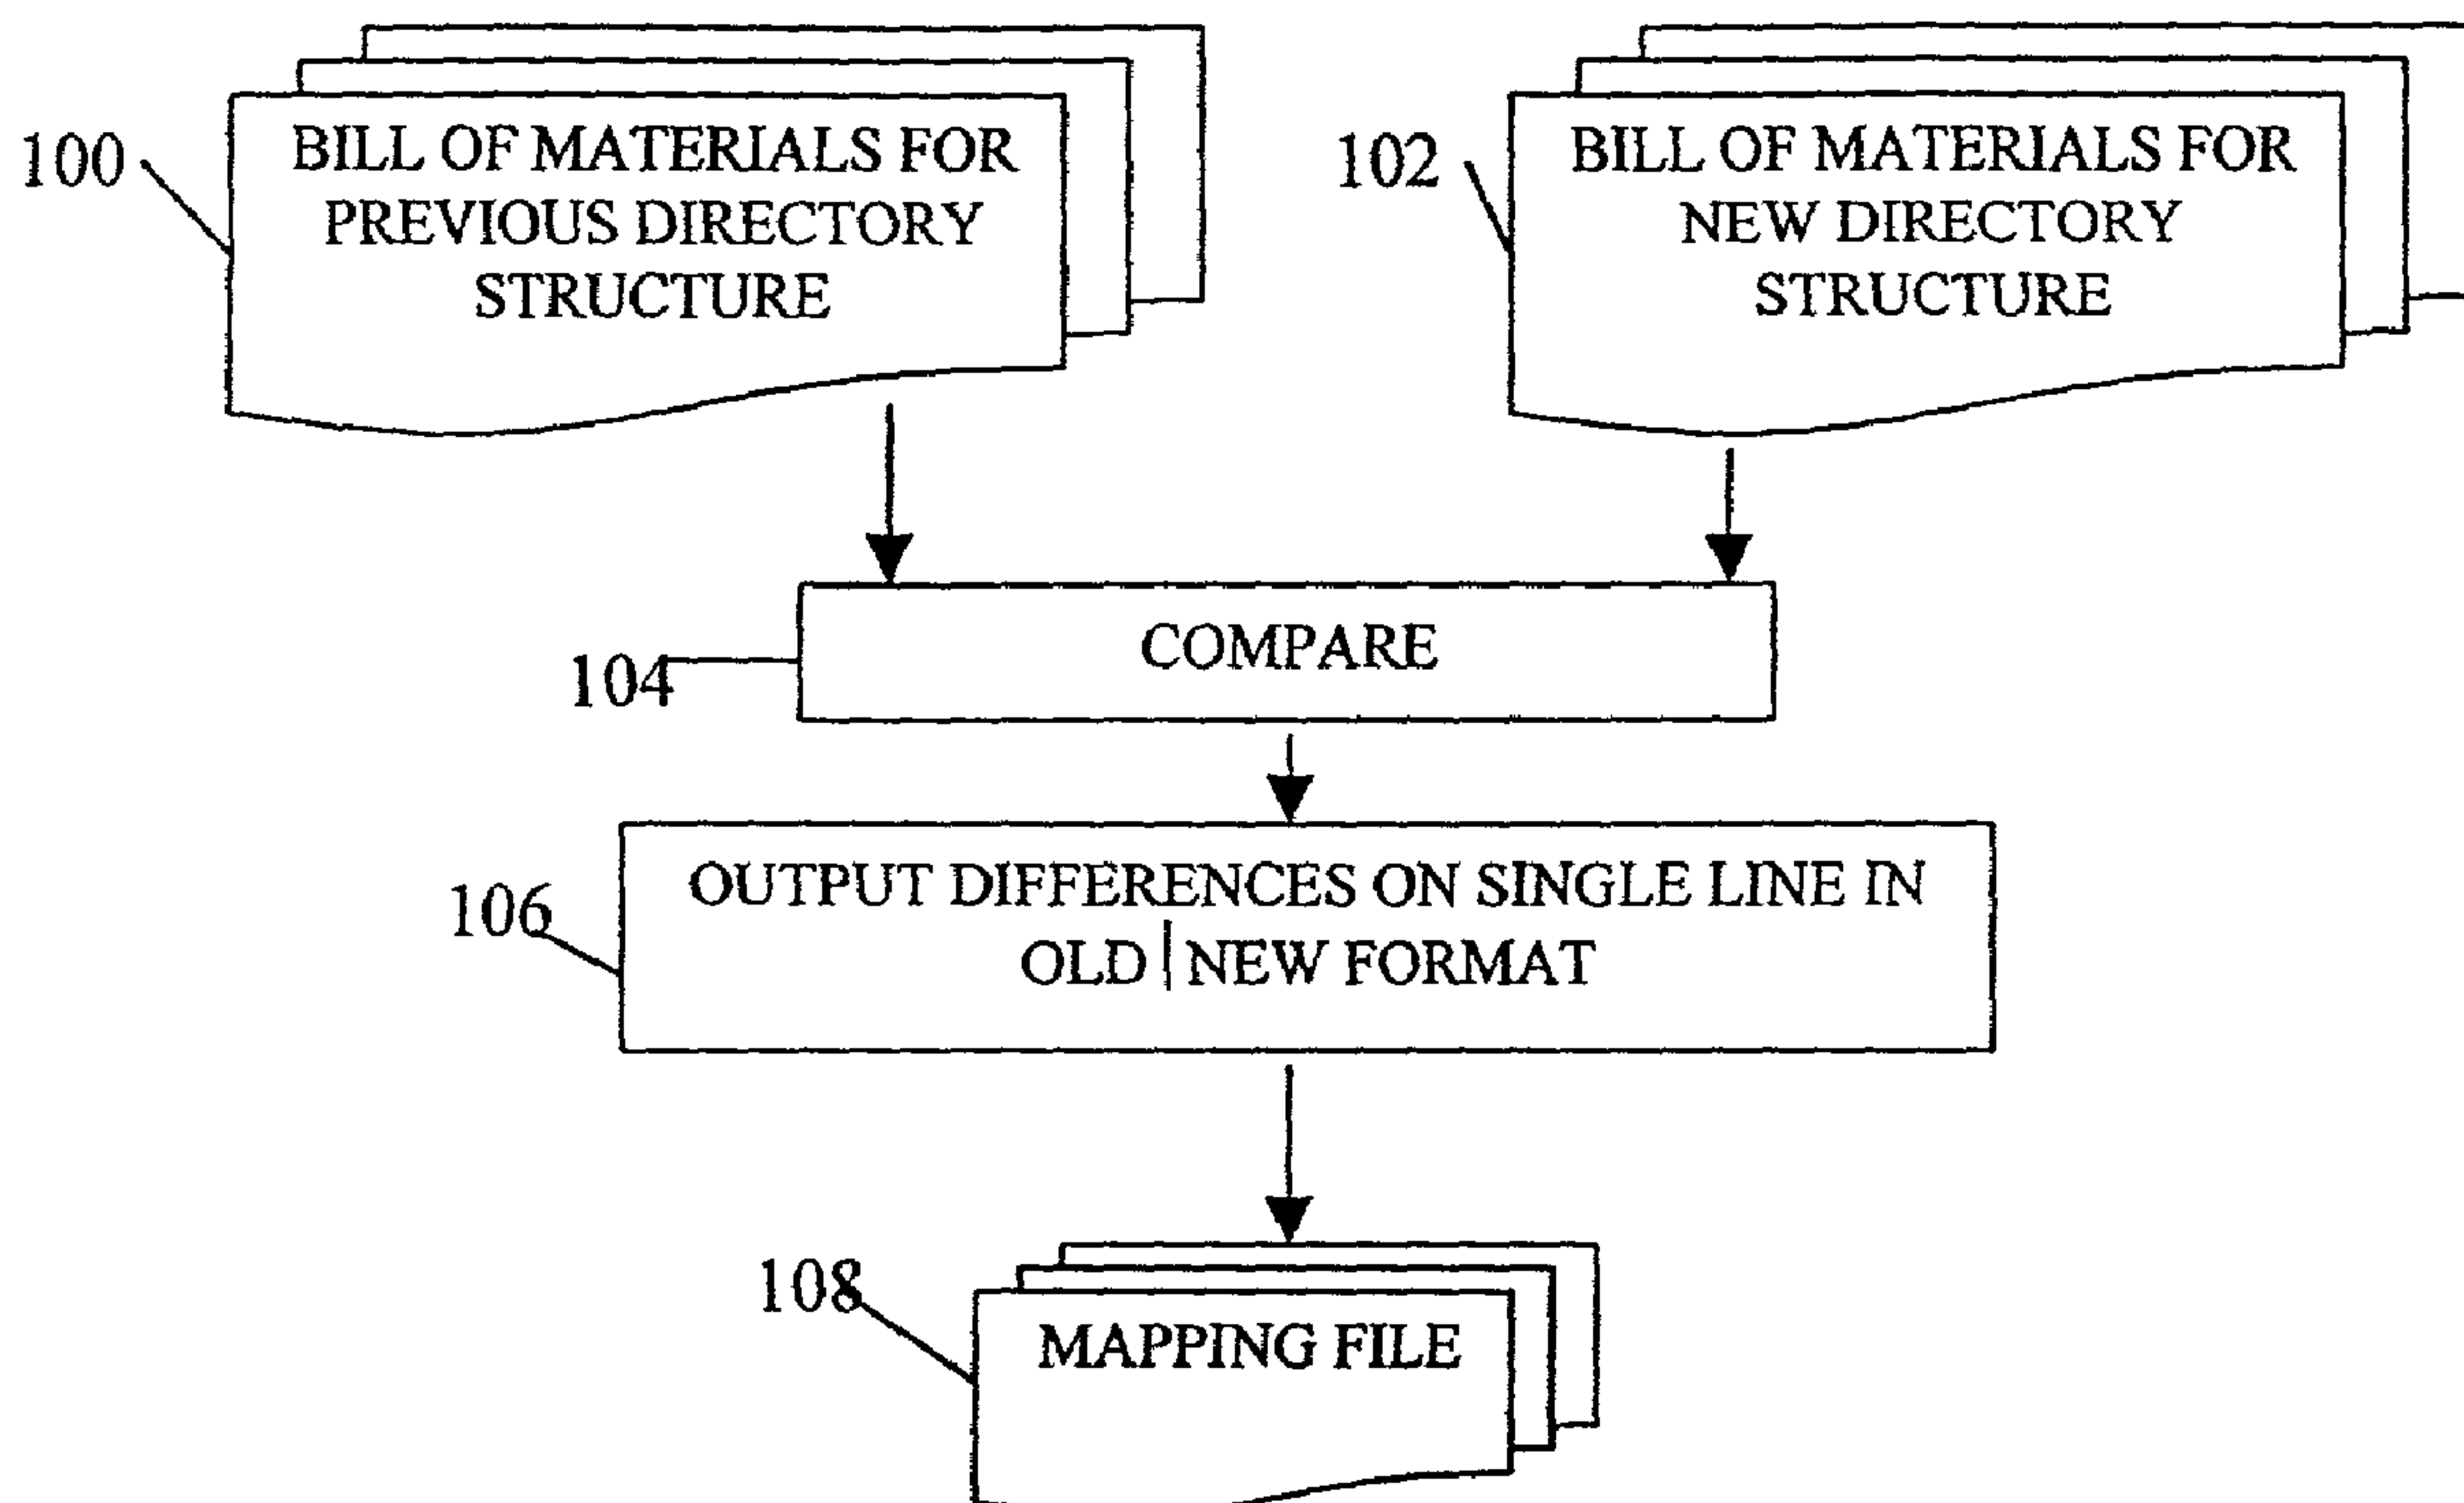 100
BILL OF MATERIALS FOR
PREVIOUS DIRECTORY
STRUCTURE
102
BILL OF MATERIALS FOR
NEW DIRECTORY
STRUCTURE
104
COMPARE
106
OUTPUT DIFFERENCES ON SINGLE LINE IN
OLD | NEW FORMAT
108
MAPPING FILE